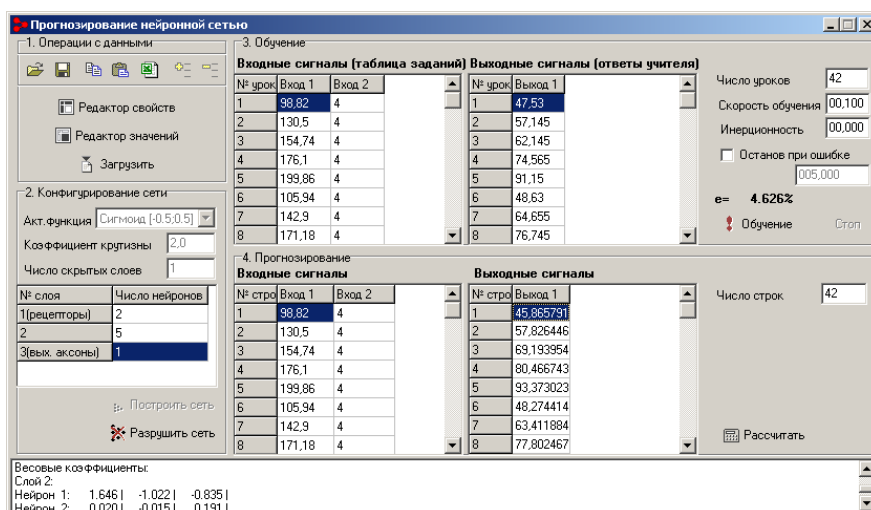 Прогнозирование нейронной сетью
1. Операции с данными
Редактор свойств
Редактор значений
Загрузить
2. Конфигурирование сети
Акт.функция Сигмоид [-0.5;0.5]
Коэффициент крутизны 2,0
Число скрытых слоев 1
№ слоя Число нейронов
1(рецепторы) 2
2 5
3(вых. аксоны) 1
Построить сеть
Разрушить сеть
3. Обучение
Входные сигналы (таблица заданий) Выходные сигналы (ответы учителя)
№ урок Вход 1 Вход 2 № урок Выход 1
1 98,82 4 1 47,53
2 130,5 4 2 57,145
3 154,74 4 3 62,145
4 176,1 4 4 74,565
5 199,86 4 5 91,15
6 105,94 4 6 48,63
7 142,9 4 7 64,655
8 171,18 4 8 76,745
Число уроков 42
Скорость обучения 00,100
Инерционность 00,000
Останов при ошибке
005,000
e= 4.626%
Обучение Стоп
4. Прогнозирование
Входные сигналы Выходные сигналы
№ стро Вход 1 Вход 2 № стро Выход 1
1 98,82 4 1 45,865791
2 130,5 4 2 57,826446
3 154,74 4 3 69,193954
4 176,1 4 4 80,466743
5 199,86 4 5 93,373023
6 105,94 4 6 48,274414
7 142,9 4 7 63,411884
8 171,18 4 8 77,802467
Число строк 42
Рассчитать
Весовые коэффициенты:
Слой 2:
Нейрон 1: 1.646 | -1.022 | -0.835 |
Нейрон 2: 0.020 | -0.015 | 0.191 |